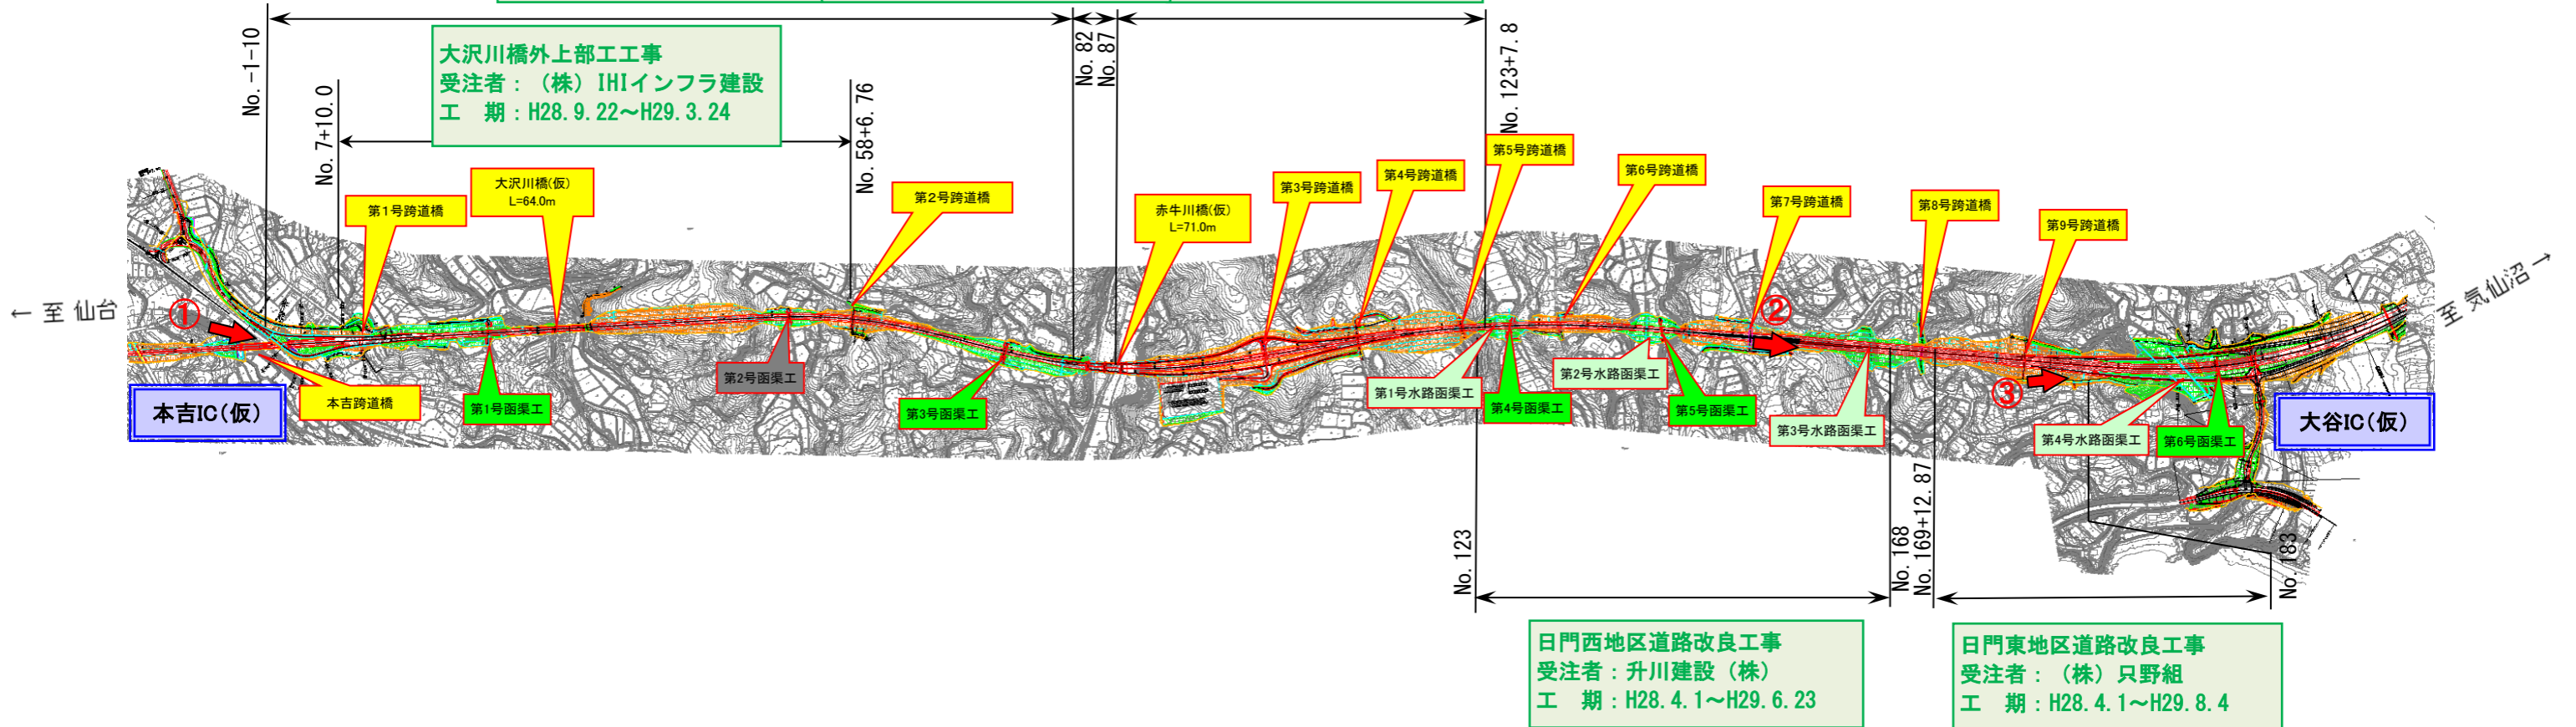 No. -1-10
No. 82
No. 87
No. 123+7.8
大沢川橋外上部工工事
受注者：（株）IHIインフラ建設
工　期：H28.9.22～H29.3.24
No. 7+10.0
No. 58+6.76
第1号跨道橋
大沢川橋(仮)
L=64.0m
第2号跨道橋
赤牛川橋(仮)
L=71.0m
第3号跨道橋
第4号跨道橋
第5号跨道橋
第6号跨道橋
第7号跨道橋
第8号跨道橋
第9号跨道橋
← 至 仙台
至 気仙沼 →
①
②
③
本吉IC(仮)
本吉跨道橋
第1号函渠工
第2号函渠工
第3号函渠工
第1号水路函渠工
第4号函渠工
第2号水路函渠工
第5号函渠工
第3号水路函渠工
第4号水路函渠工
第6号函渠工
大谷IC(仮)
No. 123
No. 168
No. 169+12.87
No. 183
日門西地区道路改良工事
受注者：升川建設（株）
工　期：H28.4.1～H29.6.23
日門東地区道路改良工事
受注者：（株）只野組
工　期：H28.4.1～H29.8.4